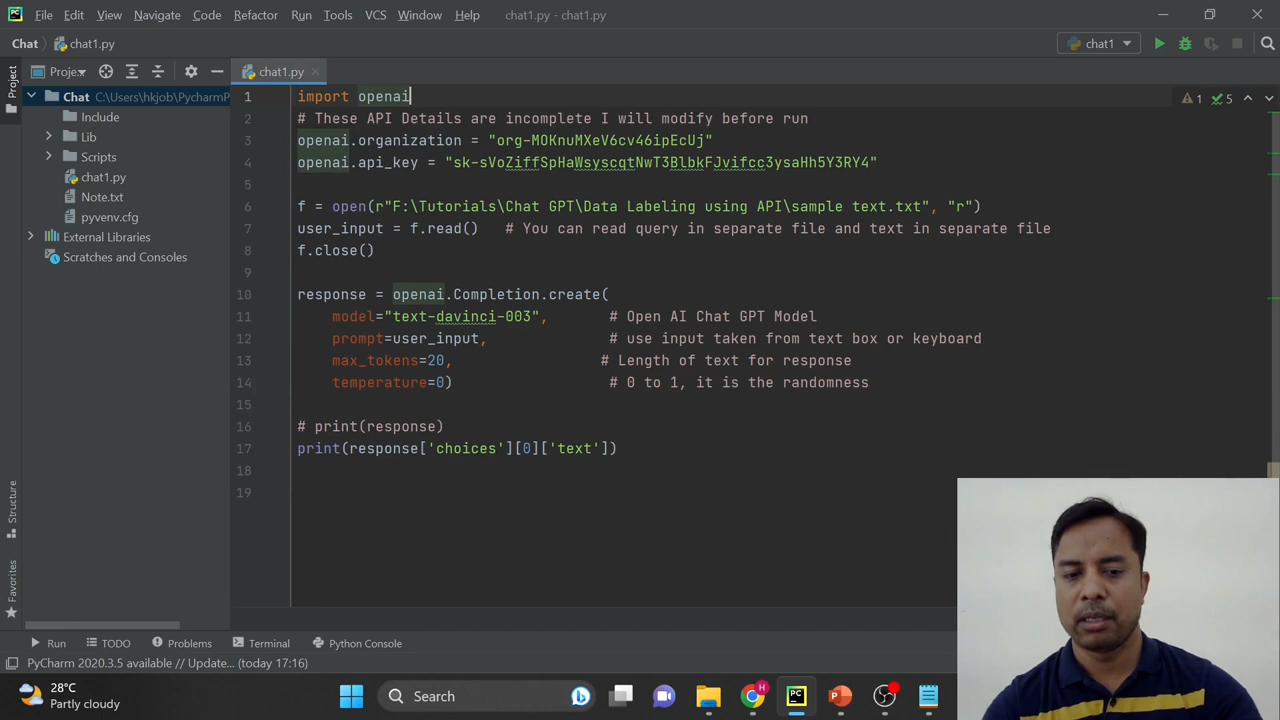 File Edit View Navigate Code Refactor Run Tools VCS Window Help chat1.py - chat1.py
Chat chat1.py chat1
Project Proje... chat1.py
1 import openai
1 5
Chat C:\Users\hkjob\PycharmP
Include
Lib
Scripts
chat1.py
Note.txt
pyvenv.cfg
External Libraries
Scratches and Consoles
2 # These API Details are incomplete I will modify before run
3 openai.organization = "org-MOKnuMXeV6cv46ipEcUj"
4 openai.api_key = "sk-sVoZiffSpHaWsyscqtNwT3BlbkFJvifcc3ysaHh5Y3RY4"
5
6 f = open(r"F:\Tutorials\Chat GPT\Data Labeling using API\sample text.txt", "r")
7 user_input = f.read() # You can read query in separate file and text in separate file
8 f.close()
9
10 response = openai.Completion.create(
11 model="text-davinci-003", # Open AI Chat GPT Model
12 prompt=user_input, # use input taken from text box or keyboard
13 max_tokens=20, # Length of text for response
14 temperature=0) # 0 to 1, it is the randomness
15
16 # print(response)
17 print(response['choices'][0]['text'])
18
19
Structure
Favorites
Run TODO Problems Terminal Python Console
PyCharm 2020.3.5 available // Update... (today 17:16)
28°C
Partly cloudy
Search
H
PC
P